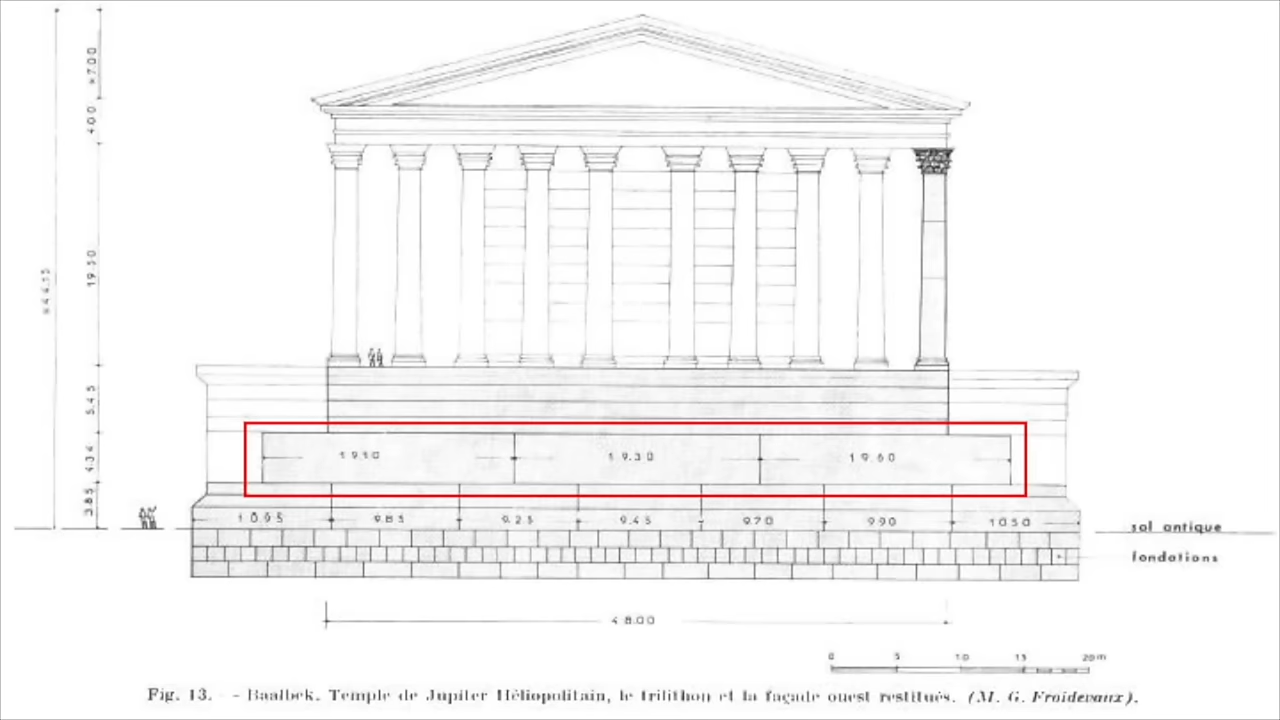 ±7.00
4.00
19.90
5.45
4.34
3.85
19.10 19.30 19.60
10.95 9.85 9.25 9.45 9.70 9.90 10.50
sol antique
fondations
48.00
0 5 10 15 20m
Fig. 13. -- Baalbek. Temple de Jupiter Héliopolitain, le trilithon et la façade ouest restitués. (M. G. Froidevaux).